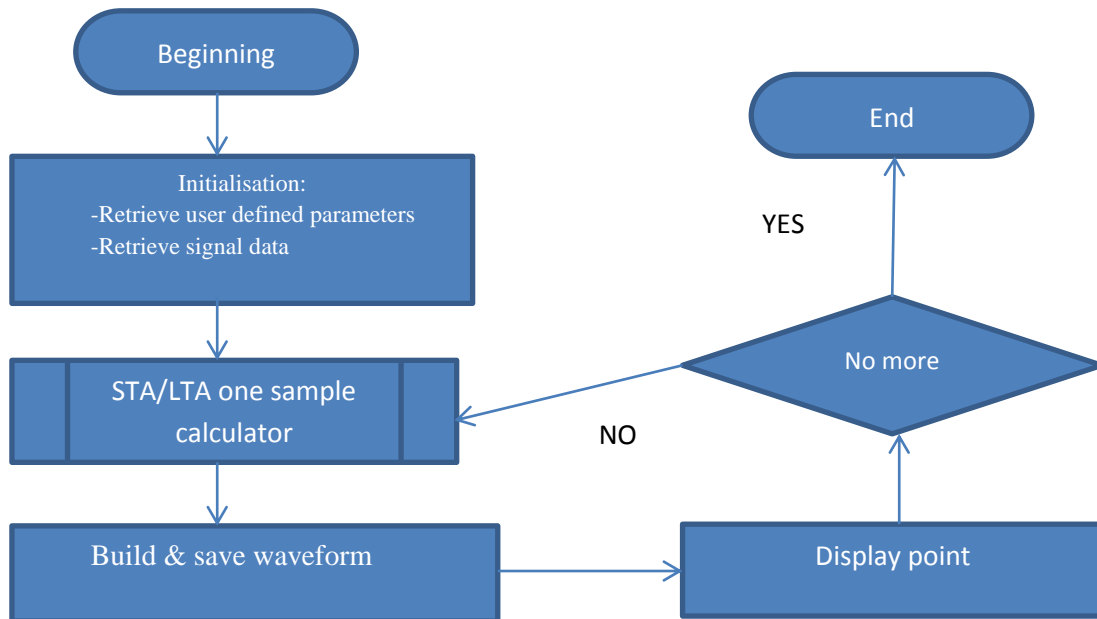 Beginning
Initialisation:
-Retrieve user defined parameters
-Retrieve signal data
STA/LTA one sample
calculator
Build & save waveform
Display point
No more
NO
YES
End